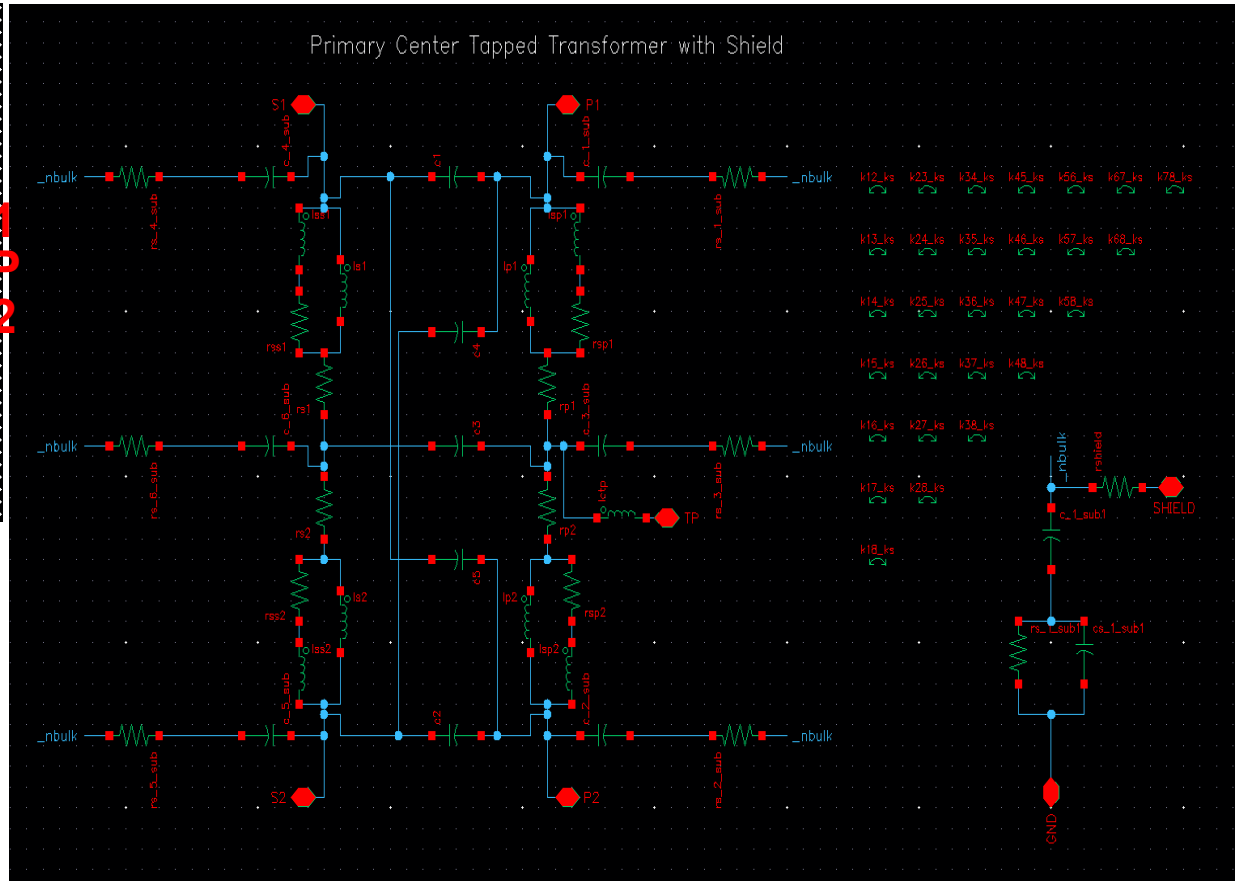 Primary Center Tapped Transformer with Shield
S1
P1
c_4_sub
c1
c_1_sub
_nbulk
_nbulk
rs_4_sub
rs_1_sub
k12_ks k23_ks k34_ks k45_ks k56_ks k67_ks k78_ks
lss1
lsp1
1
k13_ks k24_ks k35_ks k46_ks k57_ks k68_ks
ls1
lp1
2
k14_ks k25_ks k36_ks k47_ks k58_ks
rss1
c4
rsp1
k15_ks k26_ks k37_ks k48_ks
rs1
rp1
c_6_sub
c3
c_3_sub
_nbulk
_nbulk
k16_ks k27_ks k38_ks
_nbulk
rshield
rs_6_sub
rs_3_sub
k17_ks k28_ks
lctp
TP
SHIELD
c_1_sub1
rs2
rp2
k18_ks
c5
ls2
lp2
rss2
rsp2
rs_1_sub1
cs_1_sub1
lss2
lsp2
c_5_sub
c2
c_2_sub
_nbulk
_nbulk
rs_5_sub
rs_2_sub
S2
P2
GND